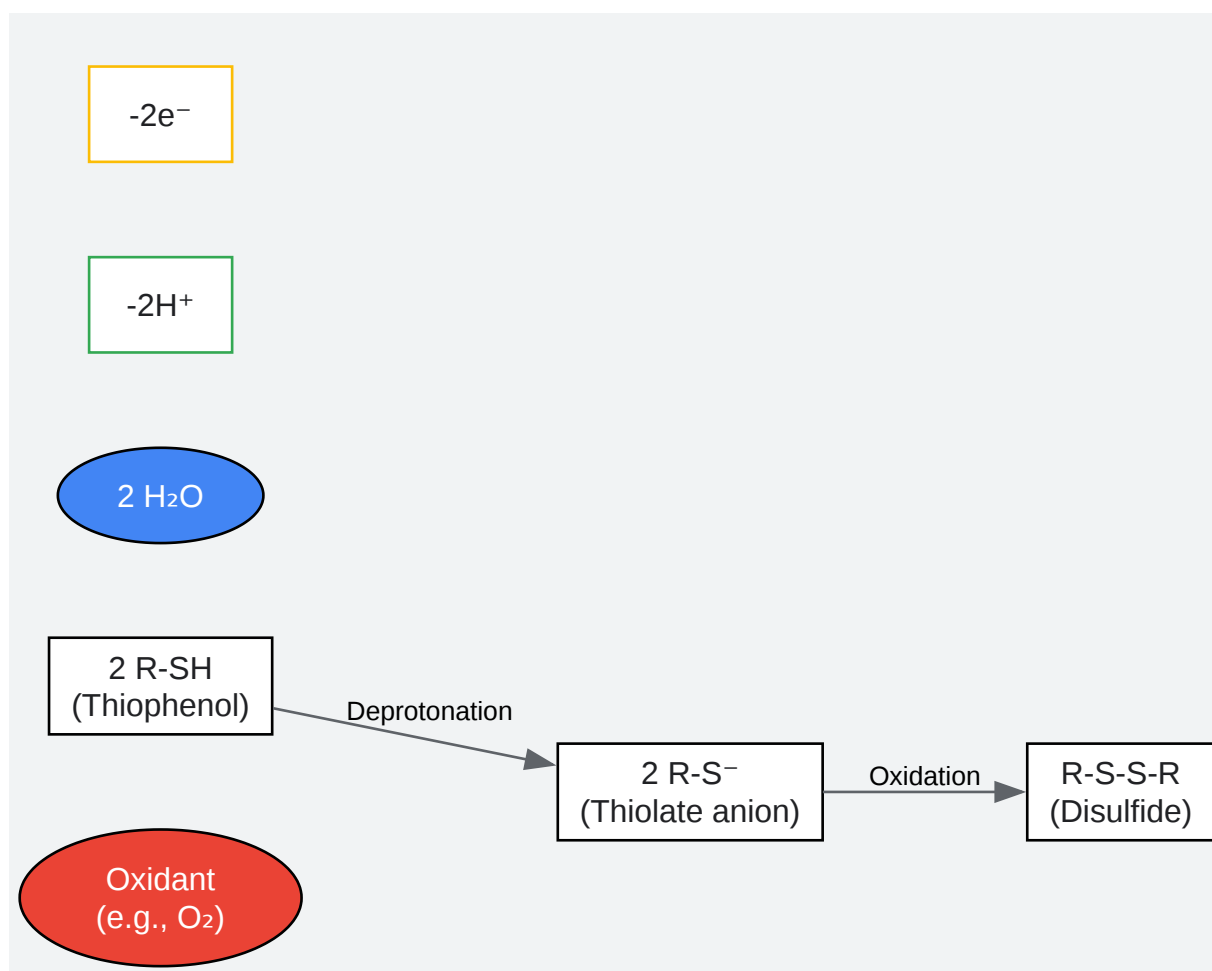 -2e⁻
-2H⁺
2 H₂O
2 R-SH
(Thiophenol)
Deprotonation
2 R-S⁻
(Thiolate anion)
Oxidation
R-S-S-R
(Disulfide)
Oxidant
(e.g., O₂)